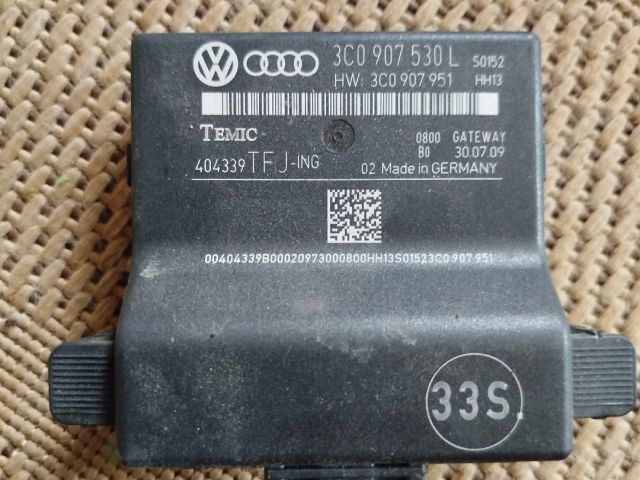 3C0 907 530 L S0152
HW: 3C0 907 951 HH13
TEMIC 0800 GATEWAY
B0 30.07.09
404339 TFJ-ING 02 Made in GERMANY
00404339B00020973000800HH13S01523C0 907 951
33S.